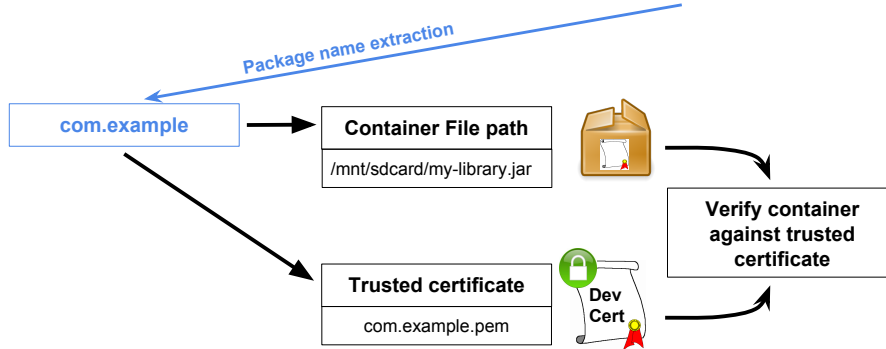 Package name extraction
com.example
Container File path
/mnt/sdcard/my-library.jar
Verify container
against trusted
certificate
Trusted certificate
com.example.pem
Dev
Cert